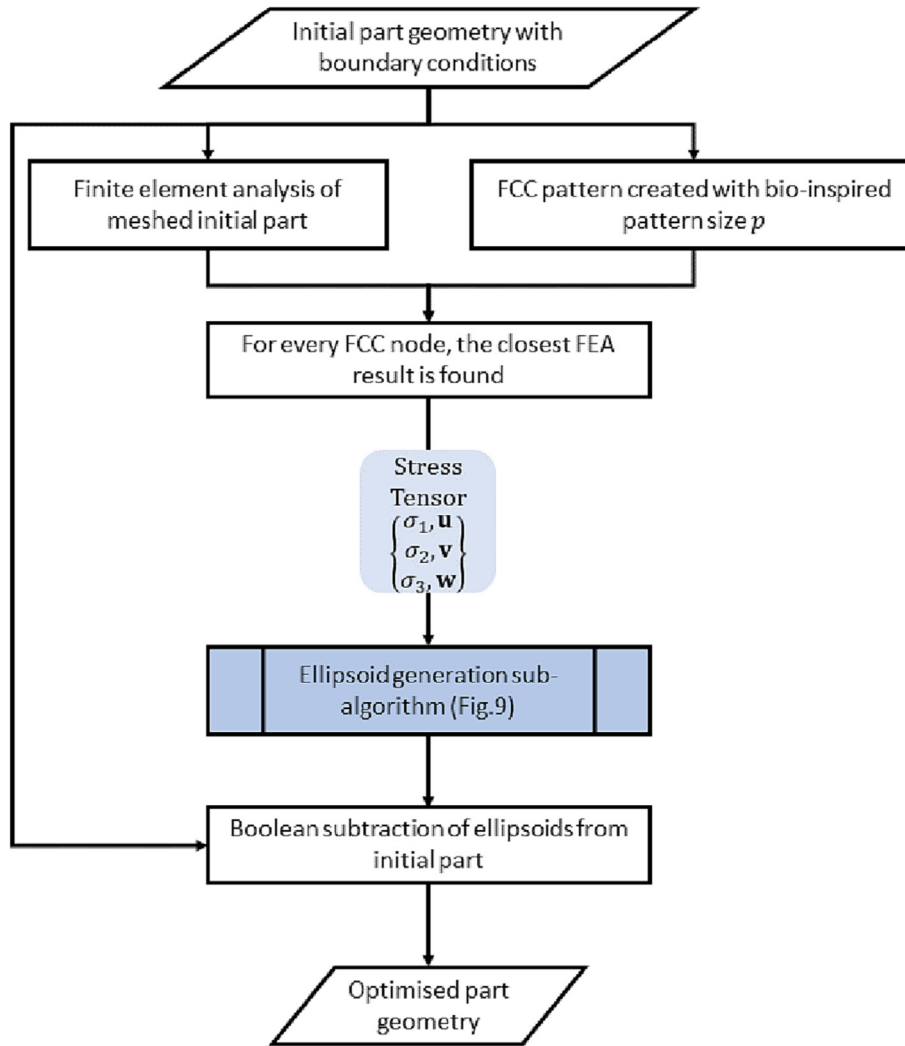 Initial part geometry with
boundary conditions
Finite element analysis of
meshed initial part
FCC pattern created with bio-inspired
pattern size p
For every FCC node, the closest FEA
result is found
Stress
Tensor
σ₁, u
σ₂, v
σ₃, w
Ellipsoid generation sub-
algorithm (Fig.9)
Boolean subtraction of ellipsoids from
initial part
Optimised part
geometry